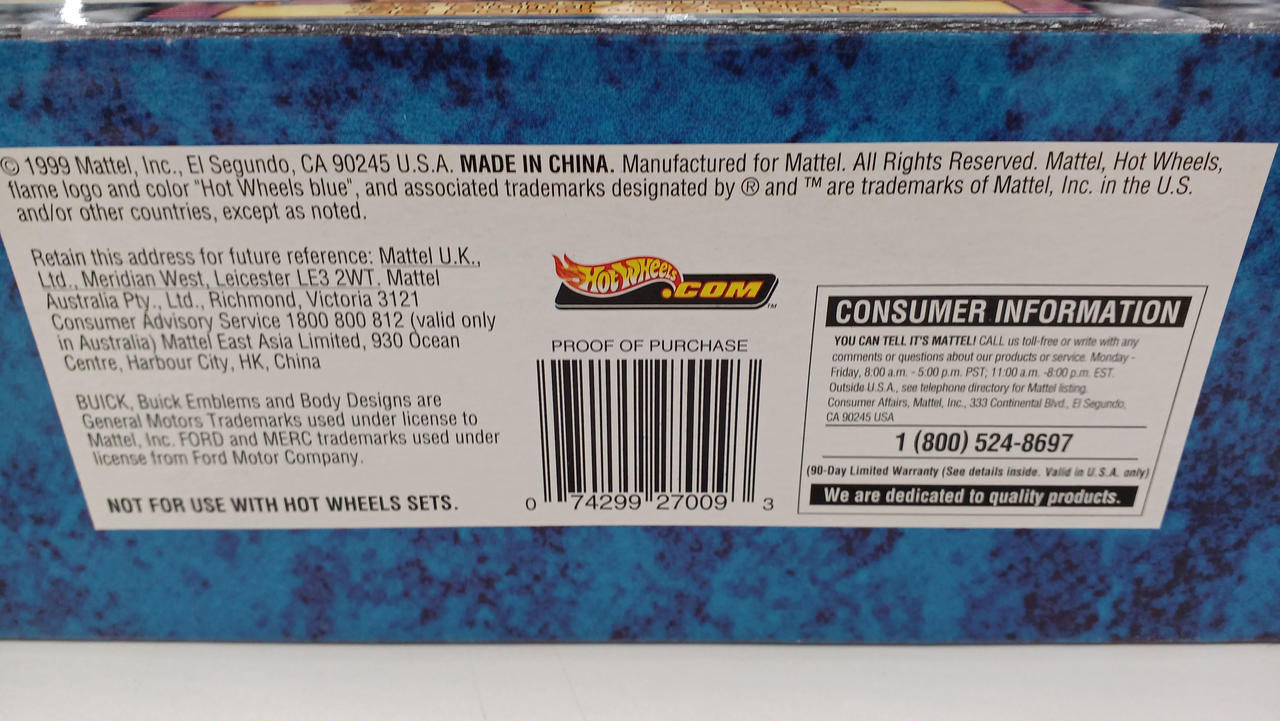 © 1999 Mattel, Inc., El Segundo, CA 90245 U.S.A. MADE IN CHINA. Manufactured for Mattel. All Rights Reserved. Mattel, Hot Wheels,
flame logo and color "Hot Wheels blue", and associated trademarks designated by ® and ™ are trademarks of Mattel, Inc. in the U.S.
and/or other countries, except as noted.
Retain this address for future reference: Mattel U.K.,
Ltd., Meridian West, Leicester LE3 2WT. Mattel
Australia Pty., Ltd., Richmond, Victoria 3121
Consumer Advisory Service 1800 800 812 (valid only
in Australia) Mattel East Asia Limited, 930 Ocean
Centre, Harbour City, HK, China
BUICK, Buick Emblems and Body Designs are
General Motors Trademarks used under license to
Mattel, Inc. FORD and MERC trademarks used under
license from Ford Motor Company.
NOT FOR USE WITH HOT WHEELS SETS.
HOT WHEELS
.COM™
PROOF OF PURCHASE
0 74299 27009 3
CONSUMER INFORMATION
YOU CAN TELL IT'S MATTEL! CALL us toll-free or write with any
comments or questions about our products or service. Monday -
Friday, 8:00 a.m. - 5:00 p.m. PST; 11:00 a.m. -8:00 p.m. EST.
Outside U.S.A., see telephone directory for Mattel listing.
Consumer Affairs, Mattel, Inc., 333 Continental Blvd., El Segundo,
CA 90245 USA
1 (800) 524-8697
(90-Day Limited Warranty (See details inside. Valid in U.S.A. only)
We are dedicated to quality products.